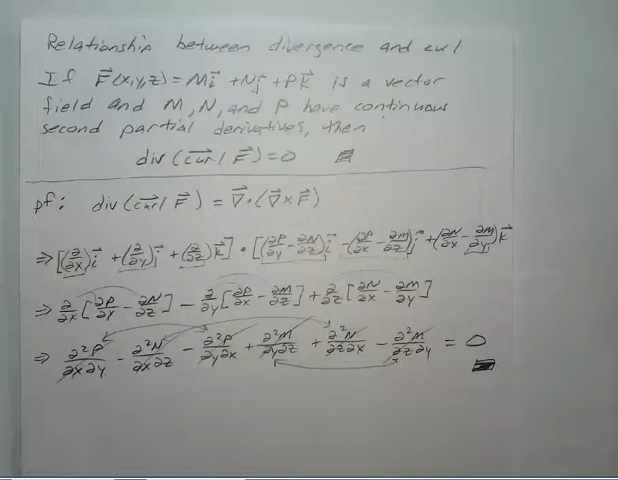 Relationship between divergence and curl
If F⃗(x,y,z) = Mi⃗ + Nj⃗ + Pk⃗ is a vector
field and M, N, and P have continuous
second partial derivatives, then
div (curl F⃗) = 0
pf: div (curl F⃗) = ∇⃗ · (∇⃗ x F⃗)
⇒ [(∂/∂x)i⃗ + (∂/∂y)j⃗ + (∂/∂z)k⃗] · [(∂P/∂y - ∂N/∂z)i⃗ - (∂P/∂x - ∂M/∂z)j⃗ + (∂N/∂x - ∂M/∂y)k⃗
⇒ ∂/∂x [∂P/∂y - ∂N/∂z] - ∂/∂y [∂P/∂x - ∂M/∂z] + ∂/∂z [∂N/∂x - ∂M/∂y]
⇒ ∂²P/∂x∂y - ∂²N/∂x∂z - ∂²P/∂y∂x + ∂²M/∂y∂z + ∂²N/∂z∂x - ∂²M/∂z∂y = 0